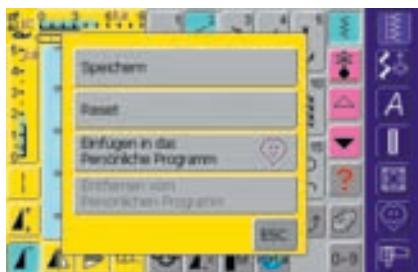 Speichern
Reset
Einfügen in das
Persönliche Programm
Entfernen vom
Persönlichen Programm
ESC
A
?
0-9